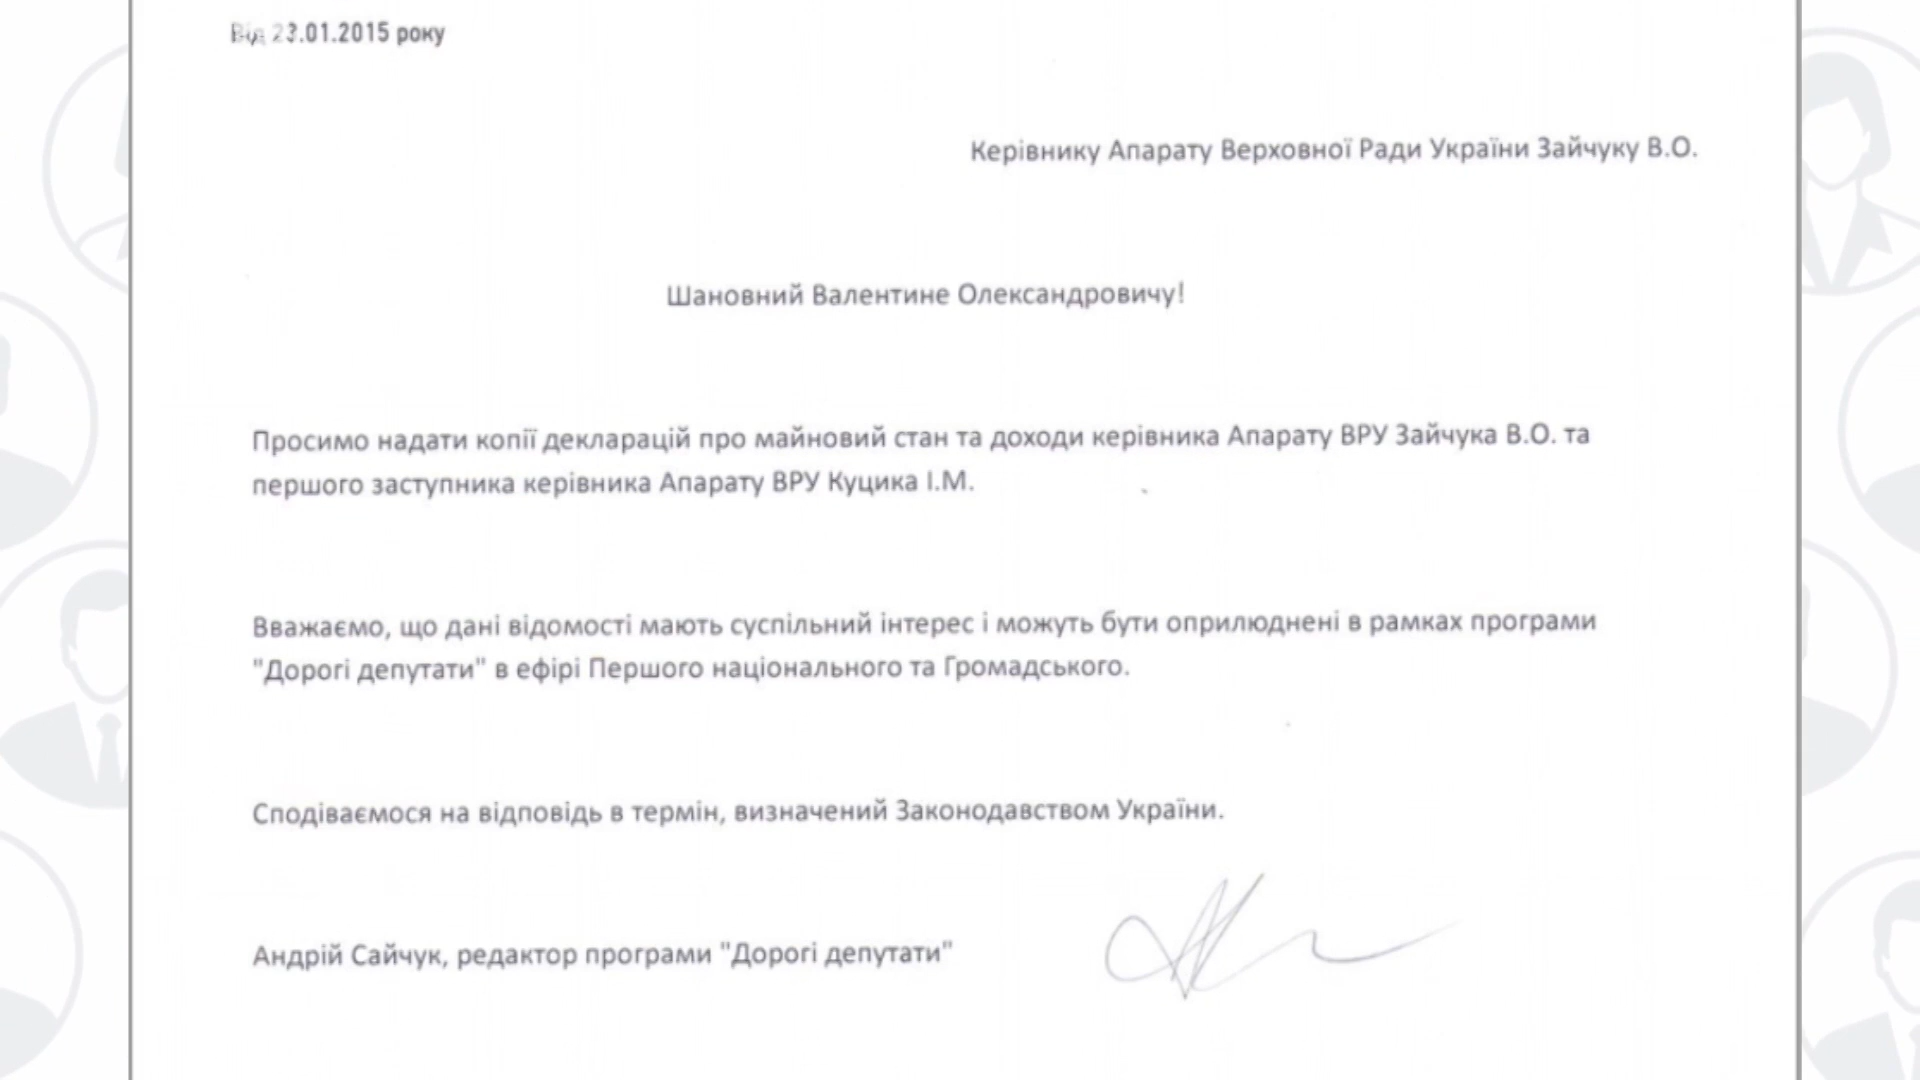 Від 23.01.2015 року
Керівнику Апарату Верховної Ради України Зайчуку В.О.
Шановний Валентине Олександровичу!
Просимо надати копії декларацій про майновий стан та доходи керівника Апарату ВРУ Зайчука В.О. та
першого заступника керівника Апарату ВРУ Куцика І.М.
Вважаємо, що дані відомості мають суспільний інтерес і можуть бути оприлюднені в рамках програми
"Дорогі депутати" в ефірі Першого національного та Громадського.
Сподіваємося на відповідь в термін, визначений Законодавством України.
Андрій Сайчук, редактор програми "Дорогі депутати"